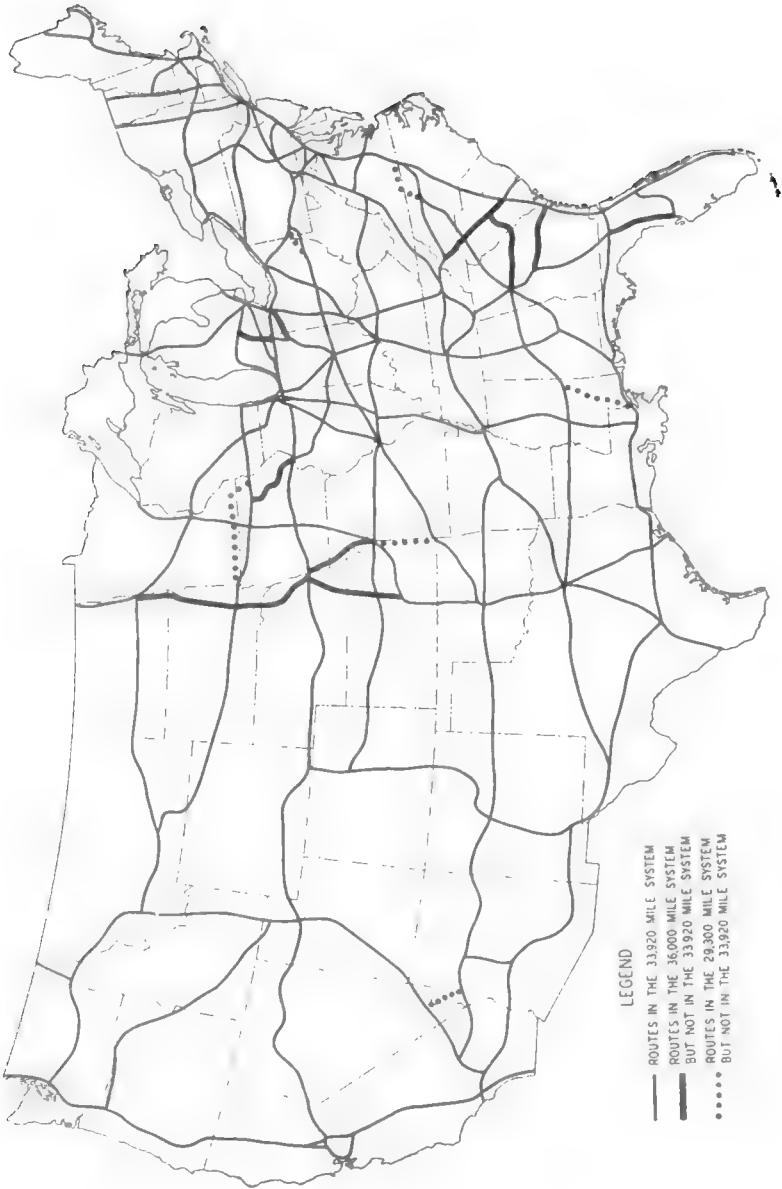 LEGEND
ROUTES IN THE 33,920 MILE SYSTEM
ROUTES IN THE 36,000 MILE SYSTEM
BUT NOT IN THE 33,920 MILE SYSTEM
ROUTES IN THE 29,300 MILE SYSTEM
BUT NOT IN THE 33,920 MILE SYSTEM